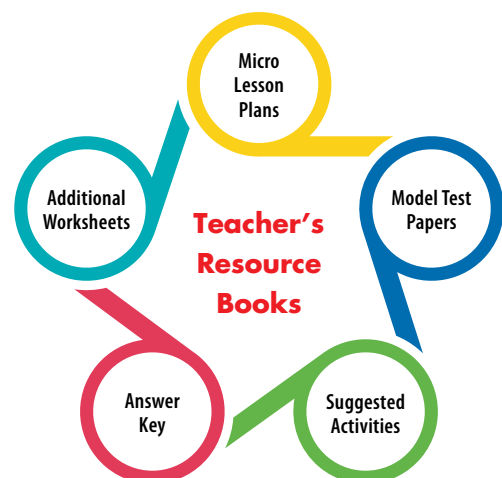 Micro
Lesson
Plans
Model Test
Papers
Suggested
Activities
Answer
Key
Additional
Worksheets
Teacher's
Resource
Books